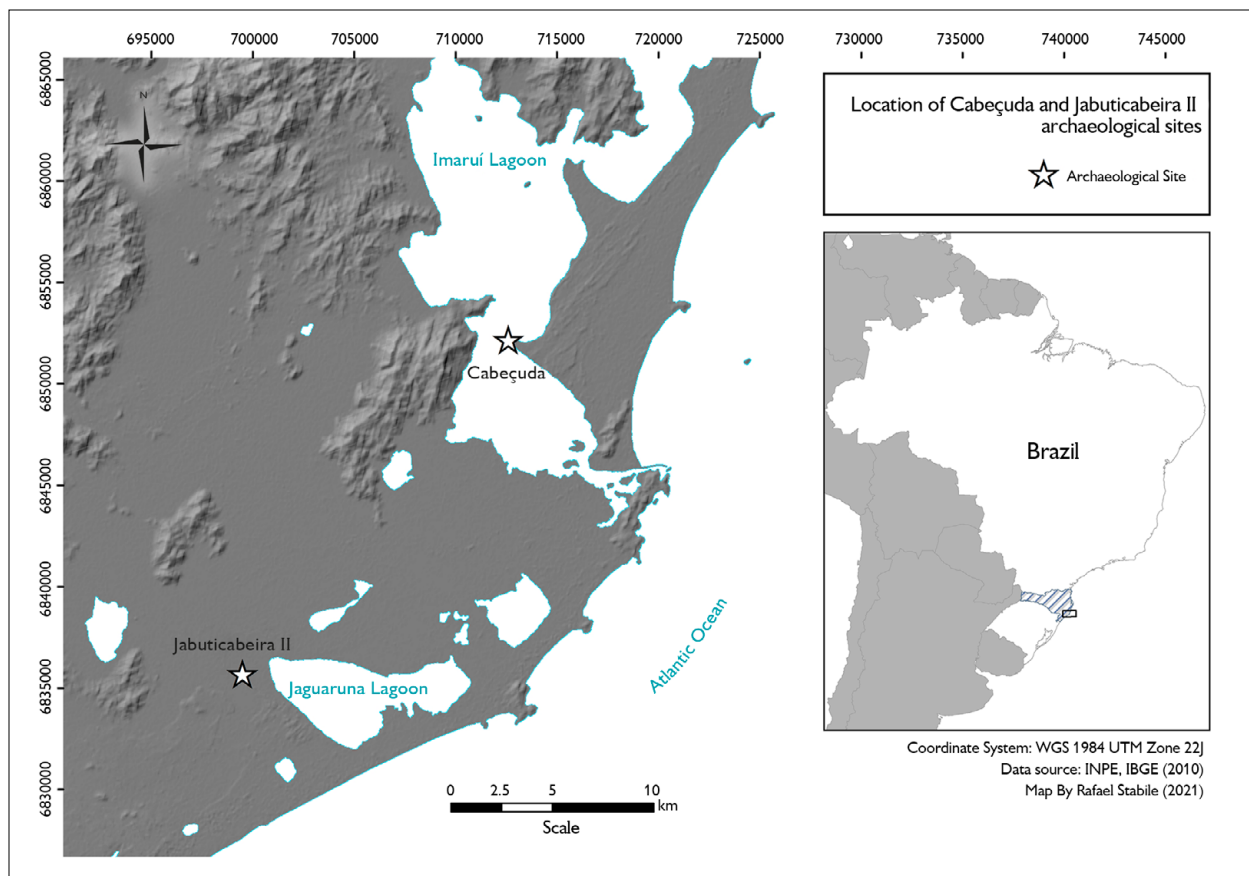 695000 700000 705000 710000 715000 720000 725000
730000 735000 740000 745000
6865000
6860000
6855000
6850000
6845000
6840000
6835000
6830000
N
Imaruí Lagoon
Cabeçuda
Jabuticabeira II
Jaguaruna Lagoon
Atlantic Ocean
0 2.5 5 10
km
Scale
Location of Cabeçuda and Jabuticabeira II
archaeological sites
Archaeological Site
Brazil
Coordinate System: WGS 1984 UTM Zone 22J
Data source: INPE, IBGE (2010)
Map By Rafael Stabile (2021)